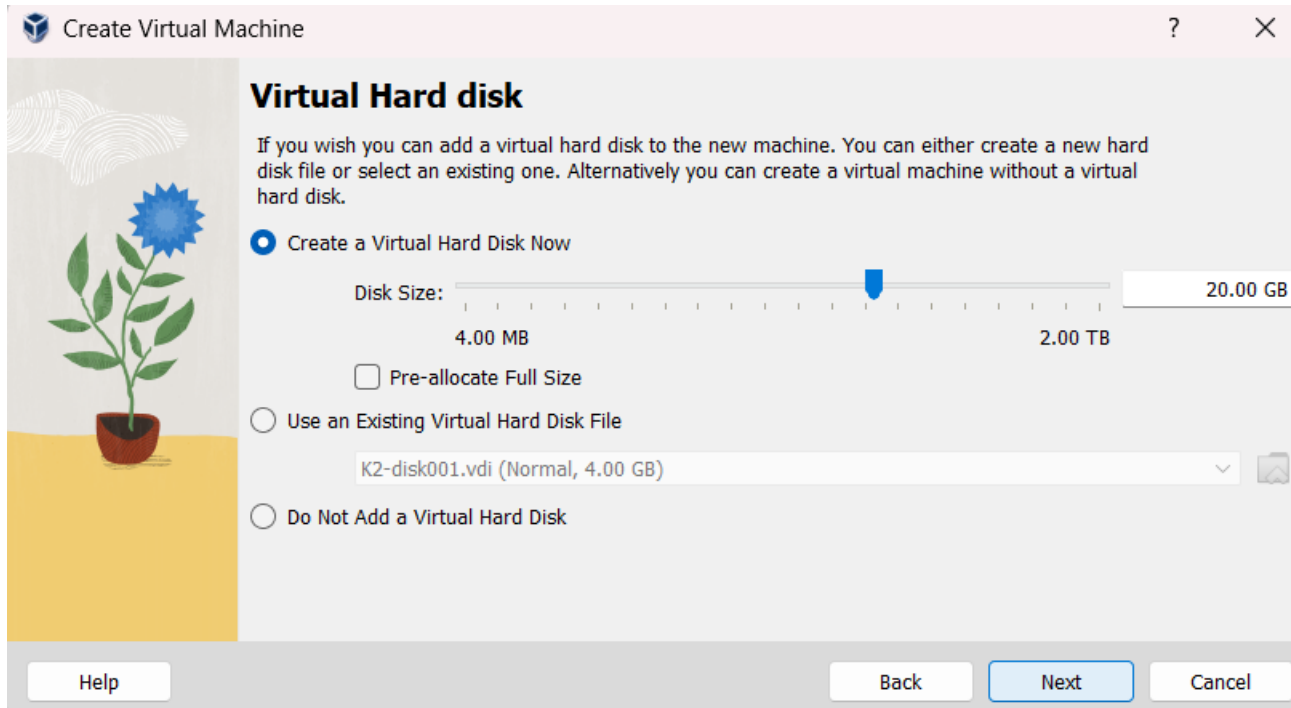 Create Virtual Machine
?
Virtual Hard disk
If you wish you can add a virtual hard disk to the new machine. You can either create a new hard
disk file or select an existing one. Alternatively you can create a virtual machine without a virtual
hard disk.
Create a Virtual Hard Disk Now
Disk Size:
20.00 GB
4.00 MB
2.00 TB
Pre-allocate Full Size
Use an Existing Virtual Hard Disk File
K2-disk001.vdi (Normal, 4.00 GB)
Do Not Add a Virtual Hard Disk
Help
Back
Next
Cancel